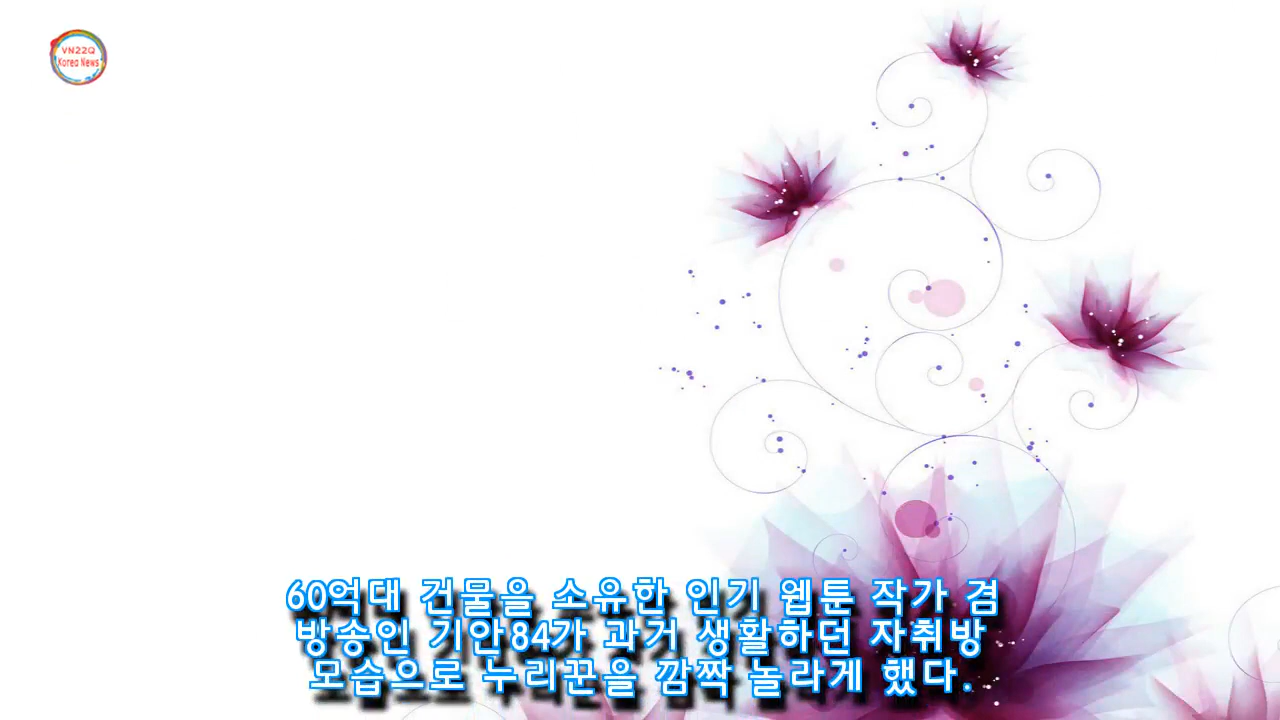 VN22Q
Korea News
60억대 건물을 소유한 인기 웹툰 작가 겸
방송인 기안84가 과거 생활하던 자취방
모습으로 누리꾼을 깜짝 놀라게 했다.